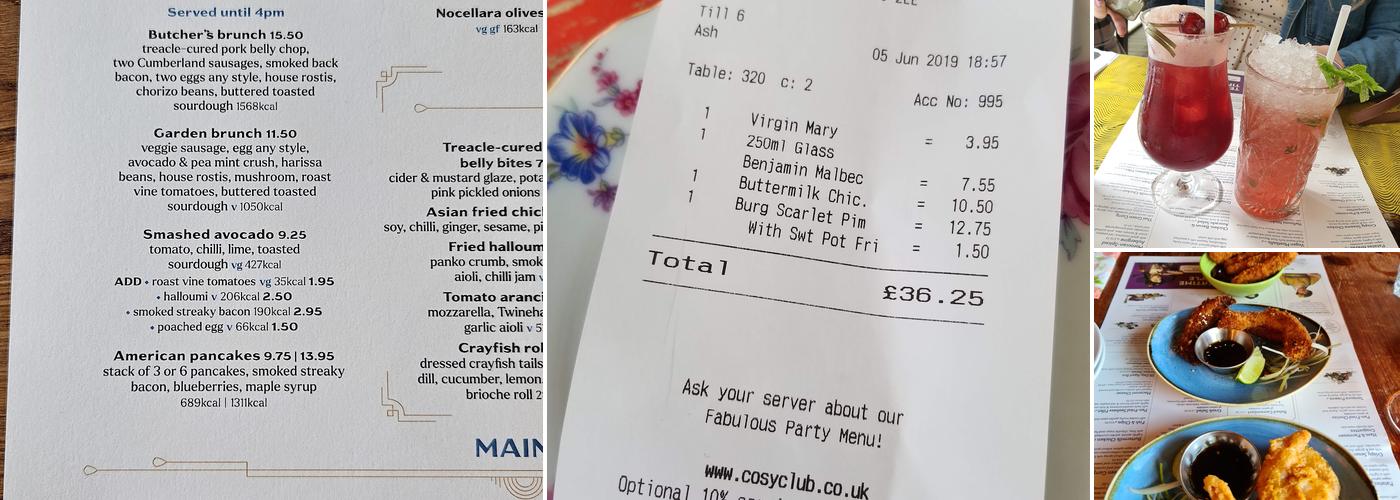 Served until 4pm
Butcher's brunch 15.50
treacle-cured pork belly chop,
two Cumberland sausages, smoked back
bacon, two eggs any style, house rostis,
chorizo beans, buttered toasted
sourdough 1568kcal
Garden brunch 11.50
veggie sausage, egg any style,
avocado & pea mint crush, harissa
beans, house rostis, mushroom, roast
vine tomatoes, buttered toasted
sourdough v 1050kcal
Smashed avocado 9.25
tomato, chilli, lime, toasted
sourdough vg 427kcal
ADD • roast vine tomatoes vg 35kcal 1.95
• halloumi v 206kcal 2.50
• smoked streaky bacon 190kcal 2.95
• poached egg v 66kcal 1.50
American pancakes 9.75 | 13.95
stack of 3 or 6 pancakes, smoked streaky
bacon, blueberries, maple syrup
689kcal | 1311kcal
Nocellara olives
vg gf 163kcal
Treacle-cured
belly bites 7
cider & mustard glaze, pota
pink pickled onions
Asian fried chic
soy, chilli, ginger, sesame, pi
Fried halloum
panko crumb, smok
aioli, chilli jam v
Tomato aranci
mozzarella, Twineha
garlic aioli v 5
Crayfish rol
dressed crayfish tails
dill, cucumber, lemon
brioche roll 2
MAIN
Till 6
Ash
05 Jun 2019 18:57
Table: 320 c: 2
Acc No: 995
1 Virgin Mary = 3.95
1 250ml Glass
Benjamin Malbec = 7.55
1 Buttermilk Chic. = 10.50
1 Burg Scarlet Pim = 12.75
With Swt Pot Fri = 1.50
Total
£36.25
Ask your server about our
Fabulous Party Menu!
www.cosyclub.co.uk
Optional 10%